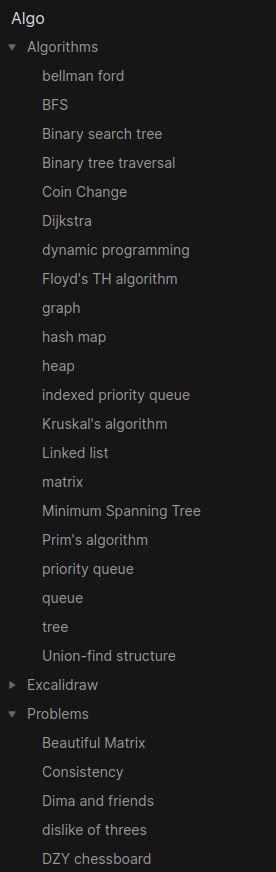 Algo
Algorithms
bellman ford
BFS
Binary search tree
Binary tree traversal
Coin Change
Dijkstra
dynamic programming
Floyd's TH algorithm
graph
hash map
heap
indexed priority queue
Kruskal's algorithm
Linked list
matrix
Minimum Spanning Tree
Prim's algorithm
priority queue
queue
tree
Union-find structure
Excalidraw
Problems
Beautiful Matrix
Consistency
Dima and friends
dislike of threes
DZY chessboard